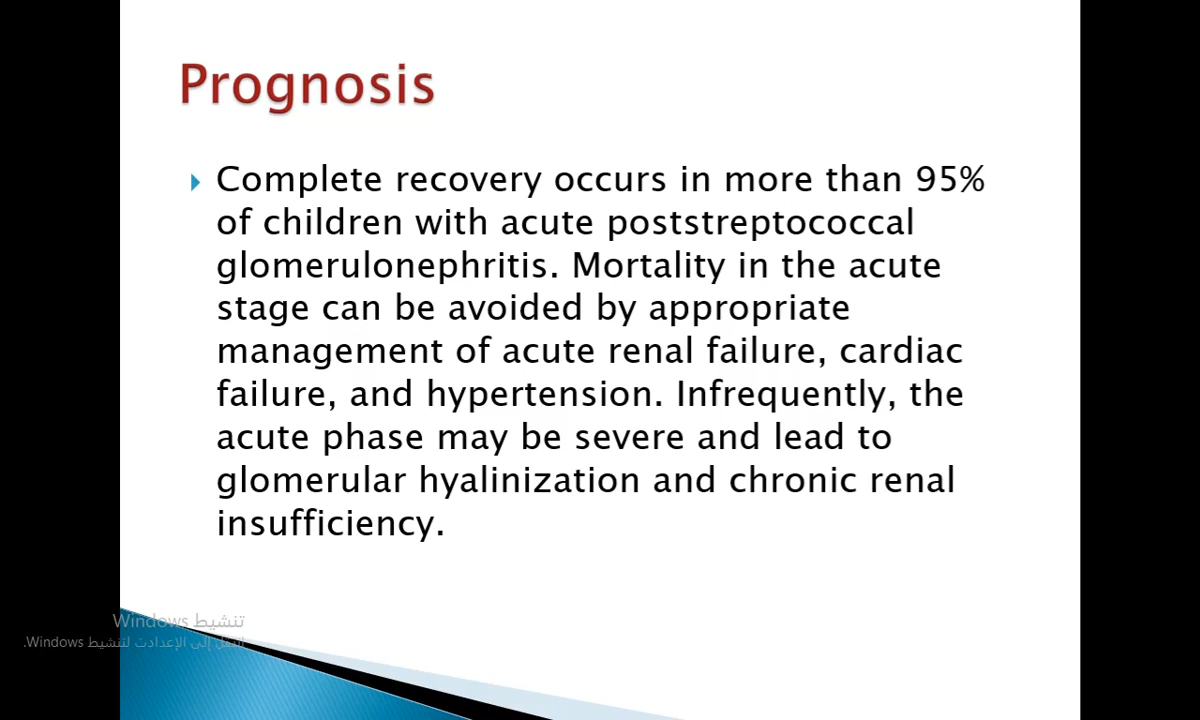 Prognosis
Complete recovery occurs in more than 95%
of children with acute poststreptococcal
glomerulonephritis. Mortality in the acute
stage can be avoided by appropriate
management of acute renal failure, cardiac
failure, and hypertension. Infrequently, the
acute phase may be severe and lead to
glomerular hyalinization and chronic renal
insufficiency.
تنشيط Windows
انتقل إلى الإعدادت لتنشيط Windows.